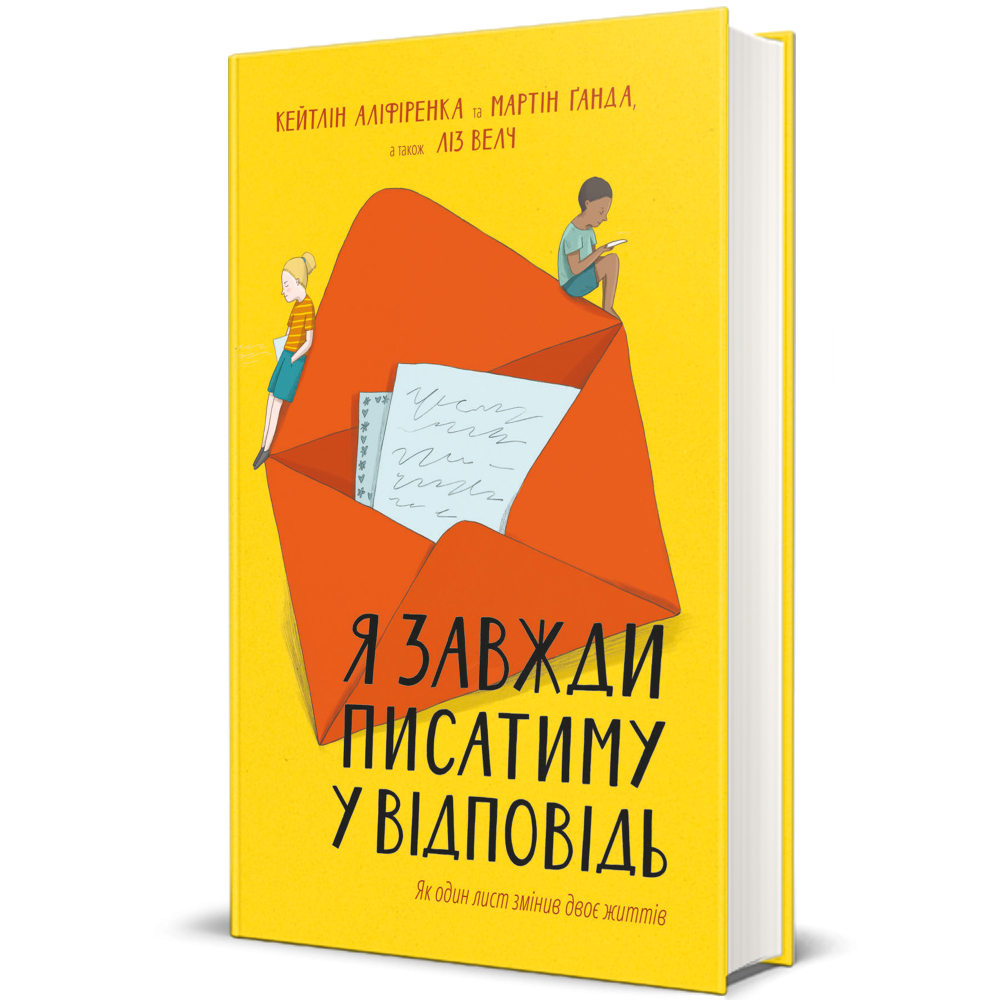 КЕЙТЛІН АЛІФІРЕНКА та МАРТІН ҐАНДА,
а також ЛІЗ ВЕЛЧ
Я ЗАВЖДИ
ПИСАТИМУ
У ВІДПОВІДЬ
Як один лист змінив двоє життів